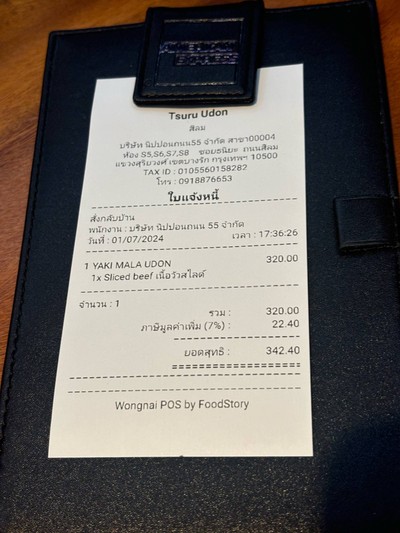 AMERICAN
EXPRESS
Tsuru Udon
สีลม
บริษัท นิปปอนถนน55 จำกัด สาขา00004
ห้อง S5,S6,S7,S8 ซอยธนิยะ ถนนสีลม
แขวงสุริยวงศ์ เขตบางรัก กรุงเทพฯ 10500
TAX ID : 0105560158282
โทร : 0918876653
ใบแจ้งหนี้
สั่งกลับบ้าน
พนักงาน : บริษัท นิปปอนถนน 55 จำกัด
วันที่ : 01/07/2024 เวลา : 17:36:26
1 YAKI MALA UDON 320.00
1x Sliced beef เนื้อวัวสไลด์
จำนวน : 1
รวม : 320.00
ภาษีมูลค่าเพิ่ม (7%) : 22.40
ยอดสุทธิ : 342.40
Wongnai POS by FoodStory